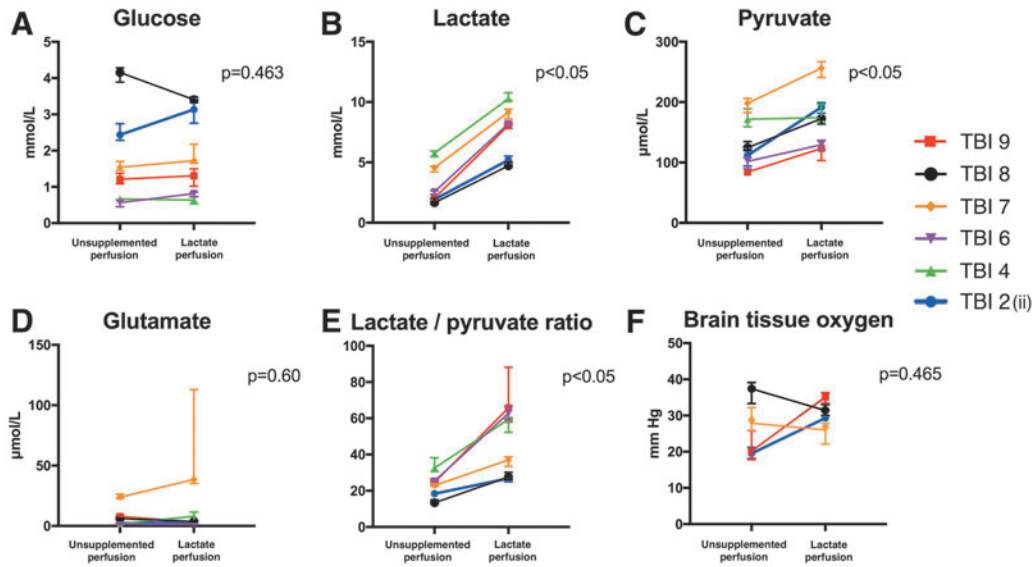 A
Glucose
5
4
3
2
1
0
mmol/L
p=0.463
Unsupplemented
perfusion
Lactate
perfusion
B
Lactate
15
10
5
0
mmol/L
p<0.05
Unsupplemented
perfusion
Lactate
perfusion
C
Pyruvate
300
200
100
0
µmol/L
p<0.05
Unsupplemented
perfusion
Lactate
perfusion
TBI 9
TBI 8
TBI 7
TBI 6
TBI 4
TBI 2(ii)
D
Glutamate
150
100
50
0
µmol/L
p=0.60
Unsupplemented
perfusion
Lactate
perfusion
E
Lactate / pyruvate ratio
100
80
60
40
20
0
p<0.05
Unsupplemented
perfusion
Lactate
perfusion
F
Brain tissue oxygen
50
40
30
20
10
0
mm Hg
p=0.465
Unsupplemented
perfusion
Lactate
perfusion